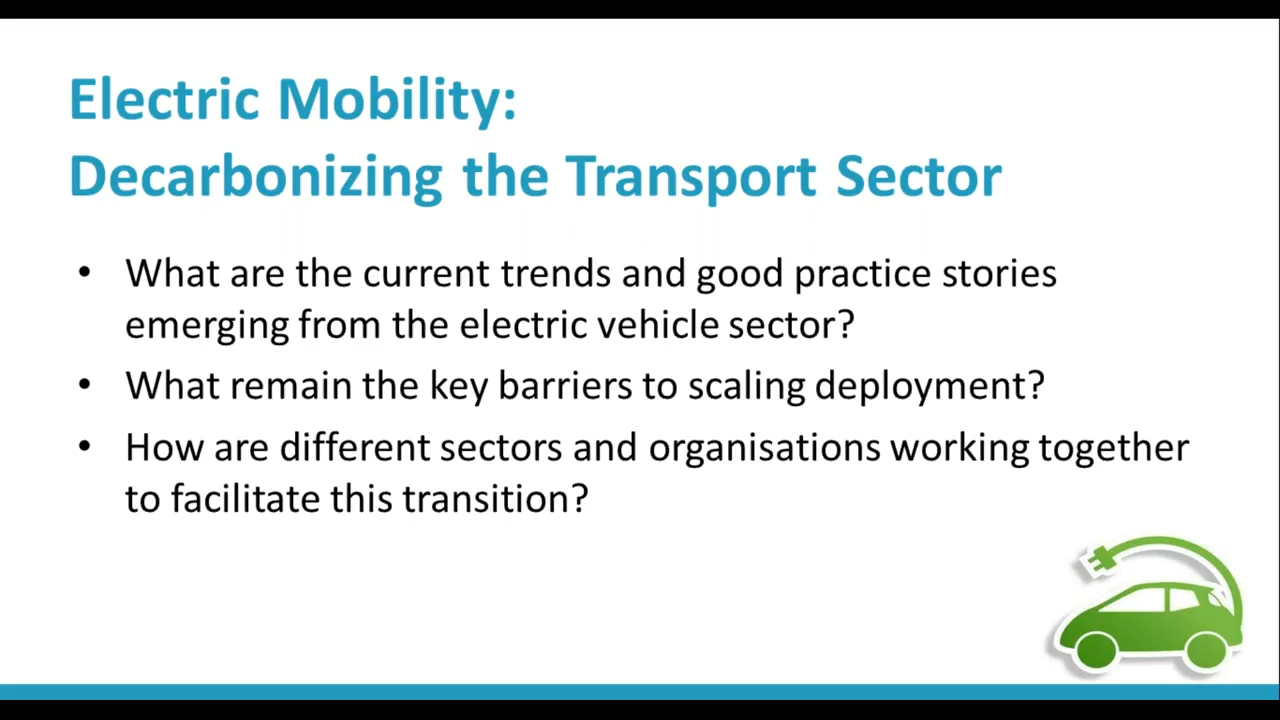 Electric Mobility:
Decarbonizing the Transport Sector
• What are the current trends and good practice stories
emerging from the electric vehicle sector?
• What remain the key barriers to scaling deployment?
• How are different sectors and organisations working together
to facilitate this transition?